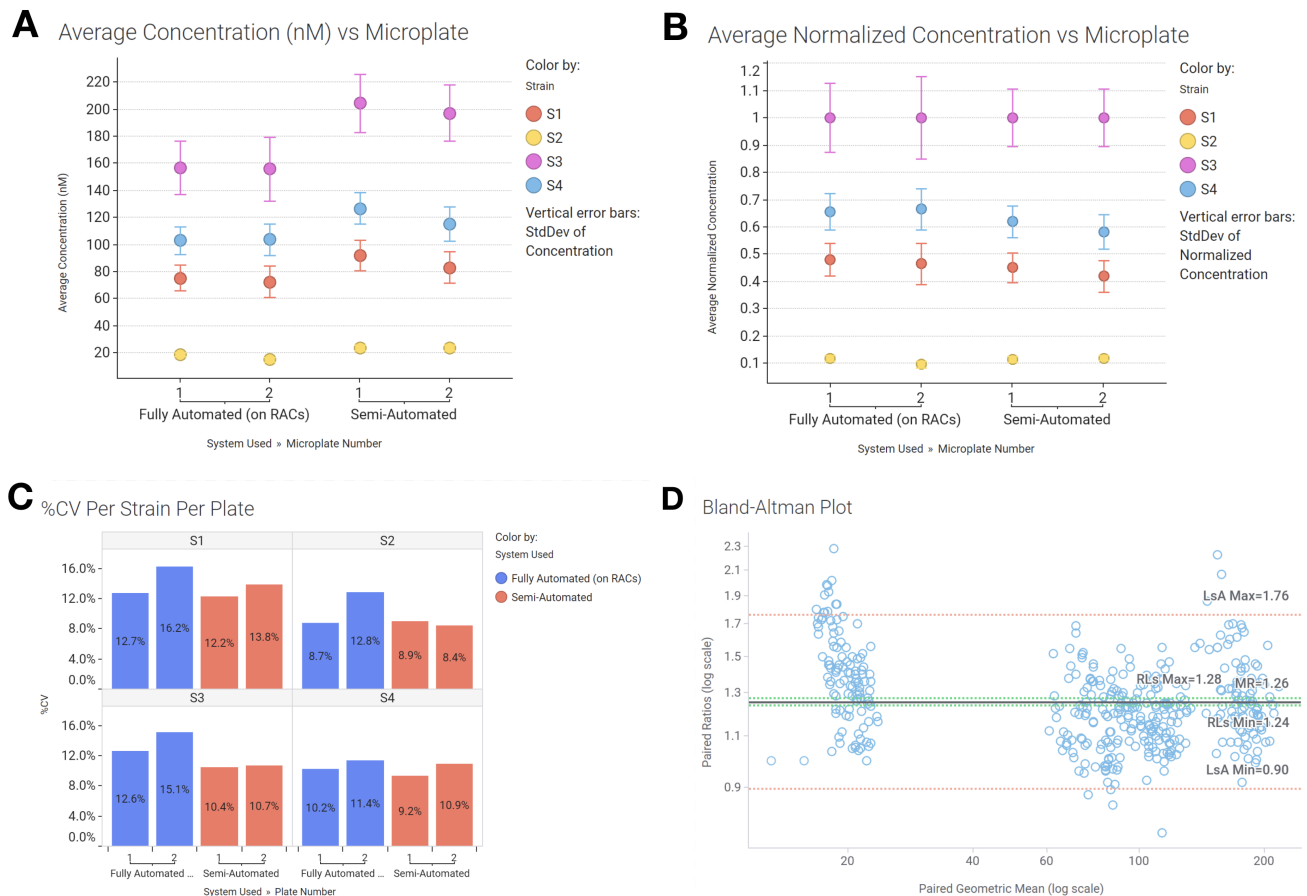 A
Average Concentration (nM) vs Microplate
Average Concentration (nM)
220
200
180
160
140
120
100
80
60
40
20
1
2
1
2
Fully Automated (on RACs)
Semi-Automated
System Used » Microplate Number
Color by:
Strain
S1
S2
S3
S4
Vertical error bars:
StdDev of
Concentration
B
Average Normalized Concentration vs Microplate
Average Normalized Concentration
1.2
1.1
1
0.9
0.8
0.7
0.6
0.5
0.4
0.3
0.2
0.1
1
2
1
2
Fully Automated (on RACs)
Semi-Automated
System Used » Microplate Number
Color by:
Strain
S1
S2
S3
S4
Vertical error bars:
StdDev of
Normalized
Concentration
C
%CV Per Strain Per Plate
%CV
S1
S2
16.0%
12.0%
8.0%
4.0%
0.0%
12.7%
16.2%
12.2%
13.8%
8.7%
12.8%
8.9%
8.4%
S3
S4
12.0%
8.0%
4.0%
0.0%
12.6%
15.1%
10.4%
10.7%
10.2%
11.4%
9.2%
10.9%
1
2
1
2
1
2
1
2
Fully Automated ...
Semi-Automated
Fully Automated ...
Semi-Automated
System Used » Plate Number
Color by:
System Used
Fully Automated (on RACs)
Semi-Automated
D
Bland-Altman Plot
Paired Ratios (log scale)
2.3
2.1
1.9
1.7
1.5
1.3
1.1
0.9
LsA Max=1.76
RLs Max=1.28
MR=1.26
RLs Min=1.24
LsA Min=0.90
20
40
60
100
200
Paired Geometric Mean (log scale)